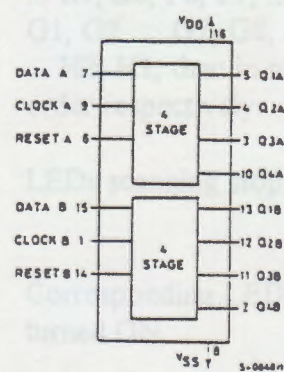 VDD
16
DATA A 7
5 Q1A
CLOCK A 9
4 Q2A
4
STAGE
RESET A 6
3 Q3A
10 Q4A
DATA B 15
13 Q1B
CLOCK B 1
12 Q2B
4
STAGE
RESET B 14
11 Q3B
2 Q4B
8
VSS